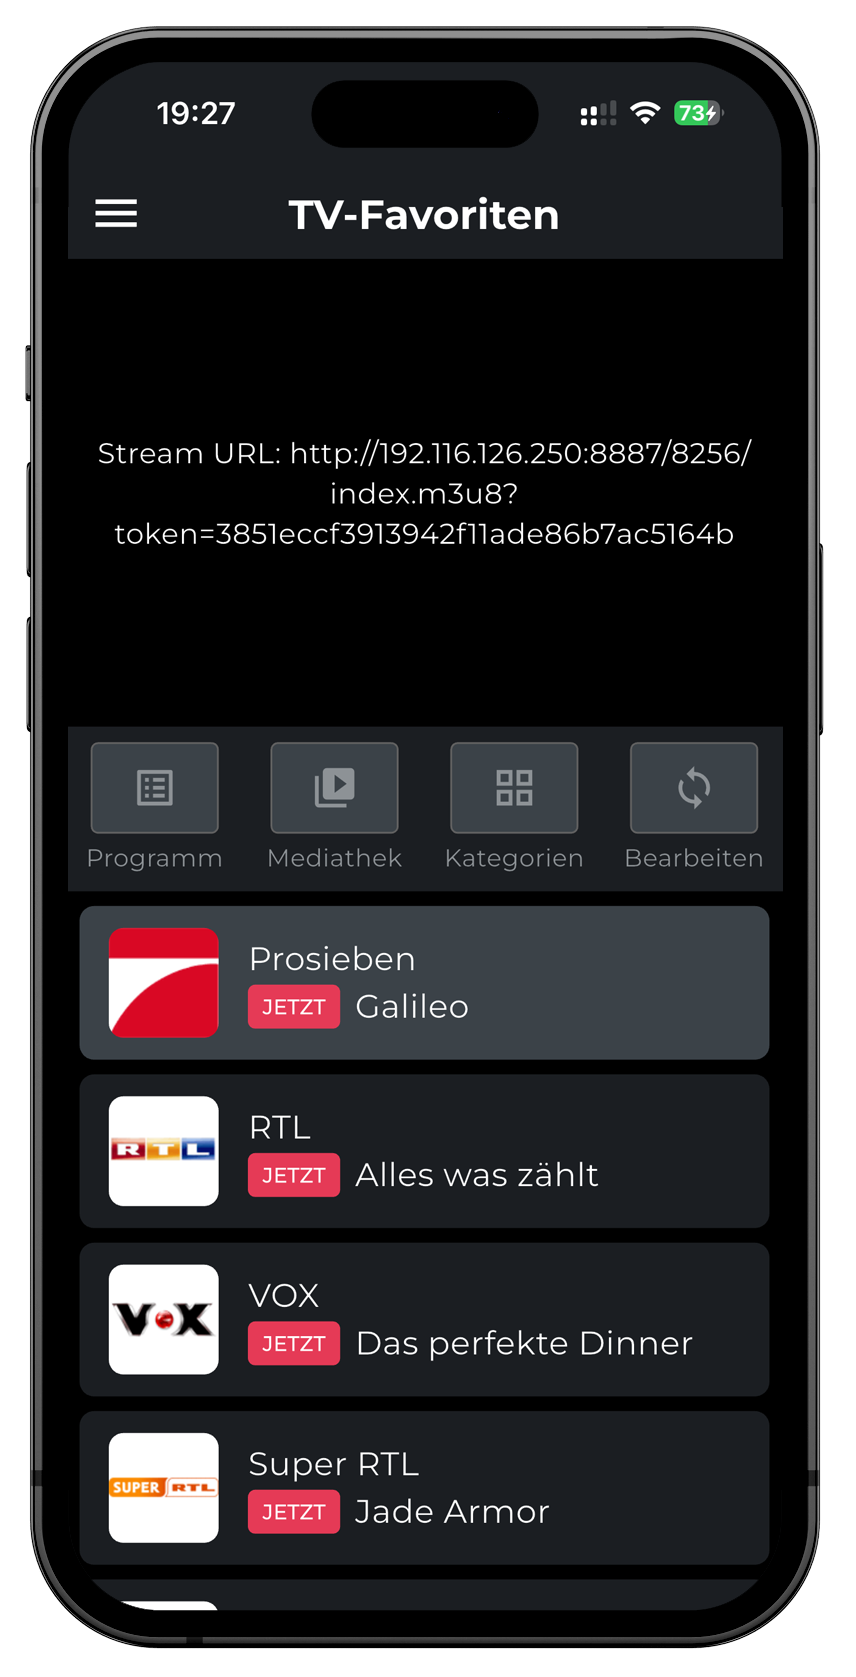 19:27
73
TV-Favoriten
Stream URL: http://192.116.126.250:8887/8256/
index.m3u8?
token=3851eccf3913942f11ade86b7ac5164b
Programm
Mediathek
Kategorien
Bearbeiten
Prosieben
JETZT Galileo
RTL
RTL
JETZT Alles was zählt
VOX
VOX
JETZT Das perfekte Dinner
SUPER RTL
Super RTL
JETZT Jade Armor